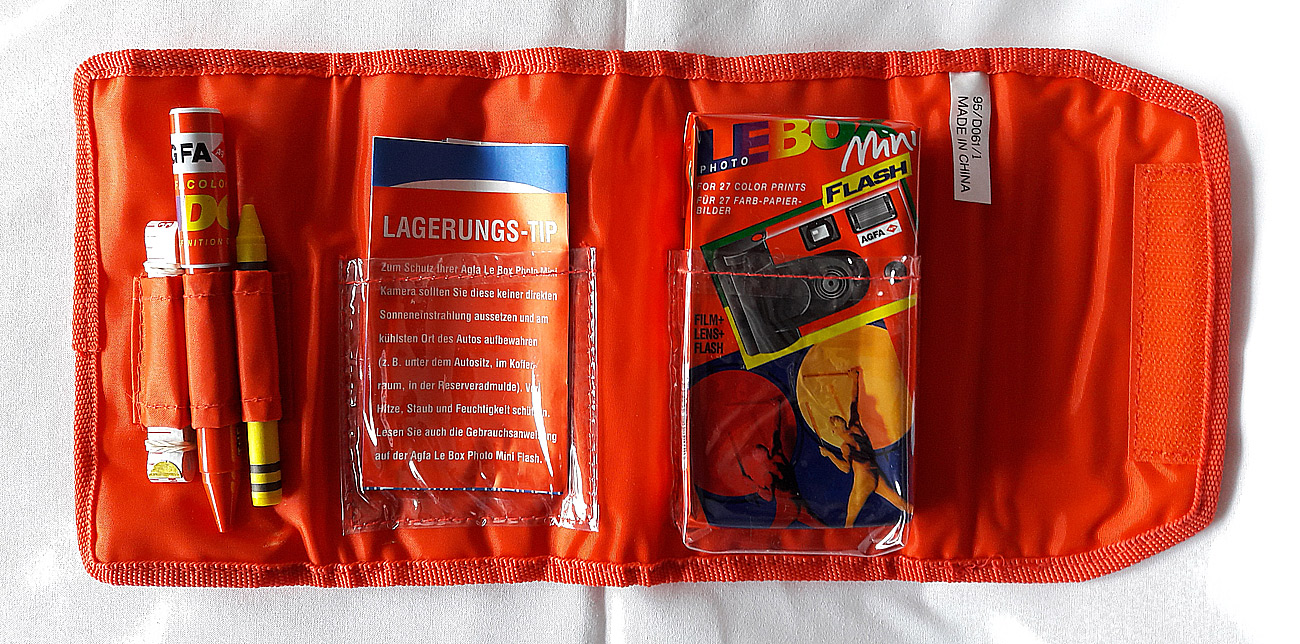 GFA
COLO
DO
FINITION
LAGERUNGS-TIP
Zum Schutz Ihrer Agfa Le Box Photo Mini
Kamera sollten Sie diese keiner direkten
Sonneneinstrahlung aussetzen und am
kühlsten Ort des Autos aufbewahren
(z. B. unter dem Autositz, im Koffer-
raum, in der Reserveradmulde). Vor
Hitze, Staub und Feuchtigkeit schützen.
Lesen Sie auch die Gebrauchsanweisung
auf der Agfa Le Box Photo Mini Flash.
LEBOX
PHOTO
Mini
FLASH
FOR 27 COLOR PRINTS
FÜR 27 FARB-PAPIER-
BILDER
AGFA
FILM+
LENS+
FLASH
95/D061/1
MADE IN CHINA